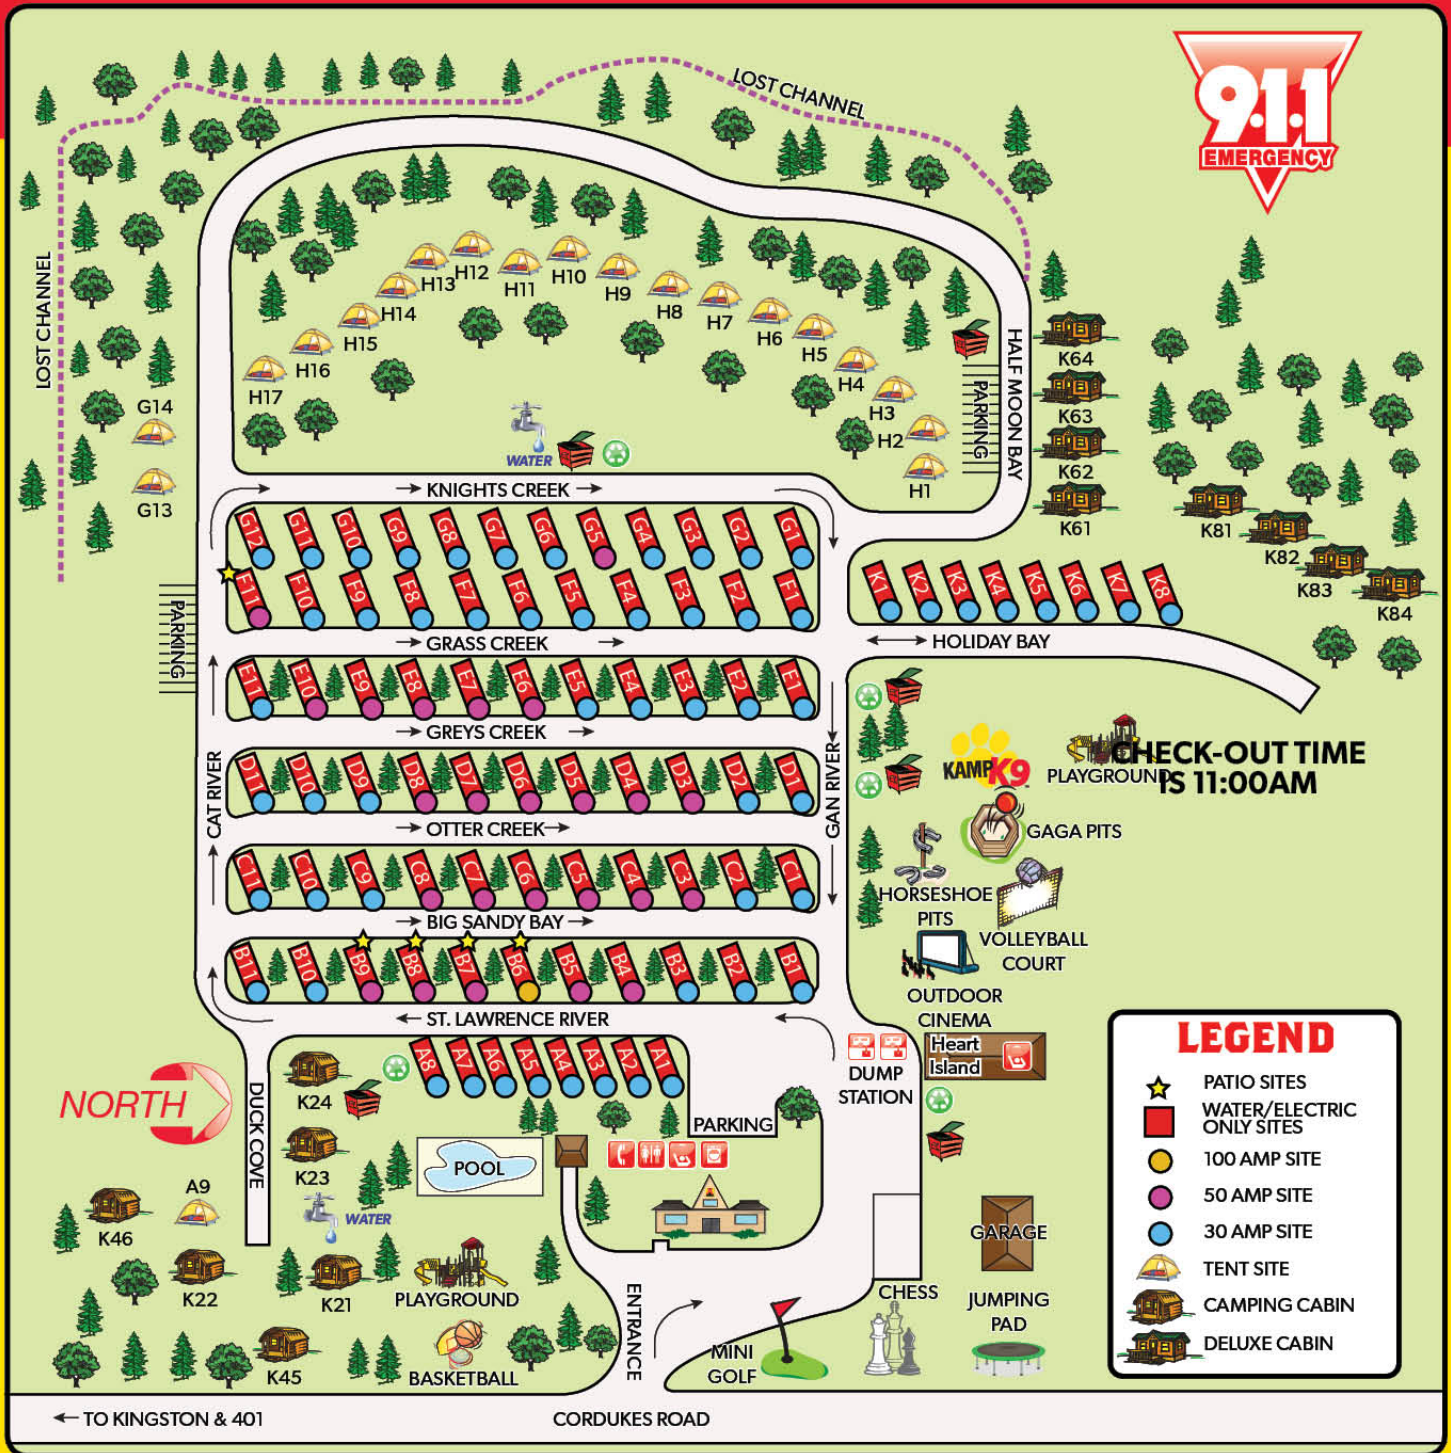 9-1-1
EMERGENCY
LOST CHANNEL
LOST CHANNEL
H13
H12
H11
H10
H9
H8
H7
H6
H5
H4
H3
H2
H1
H14
H15
H16
H17
G14
G13
HALF MOON BAY
PARKING
K64
K63
K62
K61
K81
K82
K83
K84
WATER
KNIGHTS CREEK
G12
G11
G10
G9
G8
G7
G6
G5
G4
G3
G2
G1
F11
F10
F9
F8
F7
F6
F5
F4
F3
F2
F1
K1
K2
K3
K4
K5
K6
K7
K8
PARKING
GRASS CREEK
HOLIDAY BAY
E11
E10
E9
E8
E7
E6
E5
E4
E3
E2
E1
GREYS CREEK
CAT RIVER
GAN RIVER
D11
D10
D9
D8
D7
D6
D5
D4
D3
D2
D1
OTTER CREEK
KAMP K9
PLAYGROUND
CHECK-OUT TIME
IS 11:00AM
GAGA PITS
HORSESHOE
PITS
VOLLEYBALL
COURT
OUTDOOR
CINEMA
C11
C10
C9
C8
C7
C6
C5
C4
C3
C2
C1
BIG SANDY BAY
B11
B10
B9
B8
B7
B6
B5
B4
B3
B2
B1
ST. LAWRENCE RIVER
A8
A7
A6
A5
A4
A3
A2
A1
DUMP
STATION
Heart
Island
NORTH
DUCK COVE
K24
K23
PARKING
POOL
A9
K46
WATER
K22
K21
K45
PLAYGROUND
BASKETBALL
ENTRANCE
MINI
GOLF
CHESS
GARAGE
JUMPING
PAD
LEGEND
PATIO SITES
WATER/ELECTRIC
ONLY SITES
100 AMP SITE
50 AMP SITE
30 AMP SITE
TENT SITE
CAMPING CABIN
DELUXE CABIN
TO KINGSTON & 401
CORDUKES ROAD